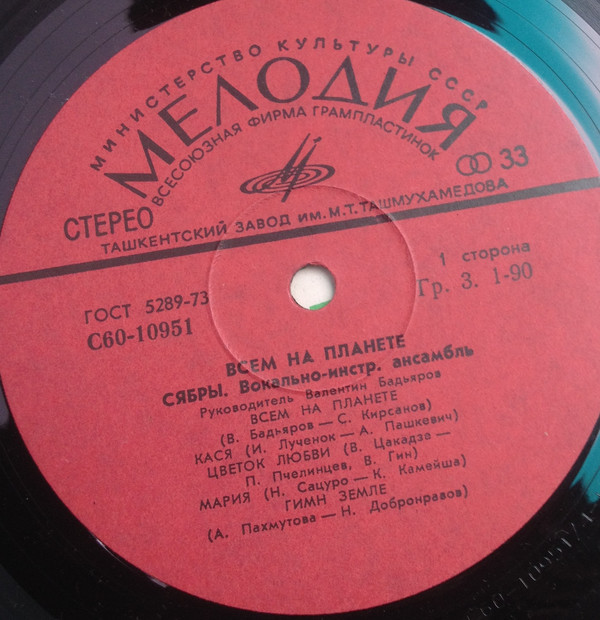 МИНИСТЕРСТВО КУЛЬТУРЫ СССР
МЕЛОДИЯ
ВСЕСОЮЗНАЯ ФИРМА ГРАМПЛАСТИНОК
СТЕРЕО
33
ТАШКЕНТСКИЙ ЗАВОД ИМ. М.Т. ТАШМУХАМЕДОВА
ГОСТ 5289-73
С60-10951
1 сторона
Гр. 3. 1-90
ВСЕМ НА ПЛАНЕТЕ
СЯБРЫ. Вокально-инстр. ансамбль
Руководитель Валентин Бадьяров
ВСЕМ НА ПЛАНЕТЕ
(В. Бадьяров — С. Кирсанов)
КАСЯ (И. Лученок — А. Пашкевич)
ЦВЕТОК ЛЮБВИ (В. Цакадзе —
П. Пчелинцев, В. Гин)
МАРИЯ (Н. Сацуро — К. Камейша)
ГИМН ЗЕМЛЕ
(А. Пахмутова — Н. Добронравов)